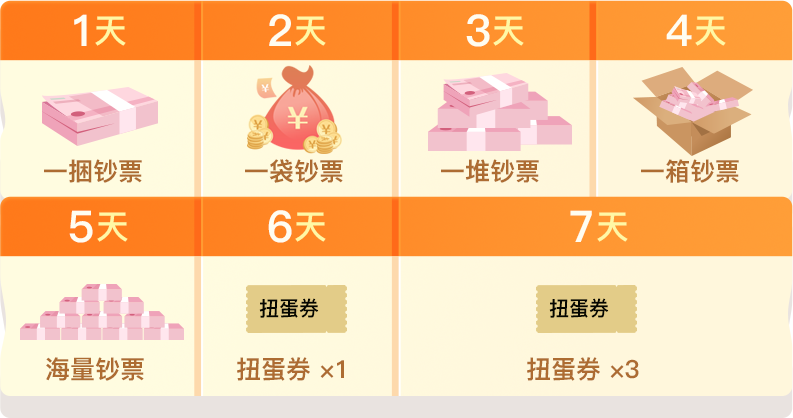 1天
2天
3天
4天
¥
¥
¥
¥
一捆钞票
一袋钞票
一堆钞票
一箱钞票
5天
6天
7天
扭蛋券
扭蛋券
海量钞票
扭蛋券 ×1
扭蛋券 ×3